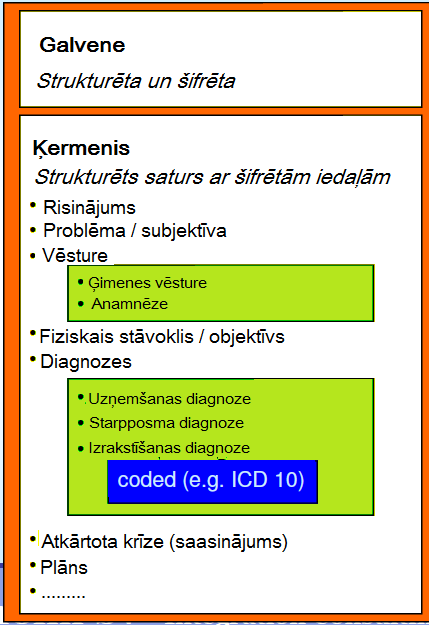 Galvene
Strukturēta un šifrēta
Ķermenis
Strukturēts saturs ar šifrētām iedaļām
• Risinājums
• Problēma / subjektīva
• Vēsture
• Ģimenes vēsture
• Anamnēze
• Fiziskais stāvoklis / objektīvs
• Diagnozes
• Uzņemšanas diagnoze
• Starpposma diagnoze
• Izrakstīšanas diagnoze
coded (e.g. ICD 10)
• Atkārtota krīze (saasinājums)
• Plāns
• .........